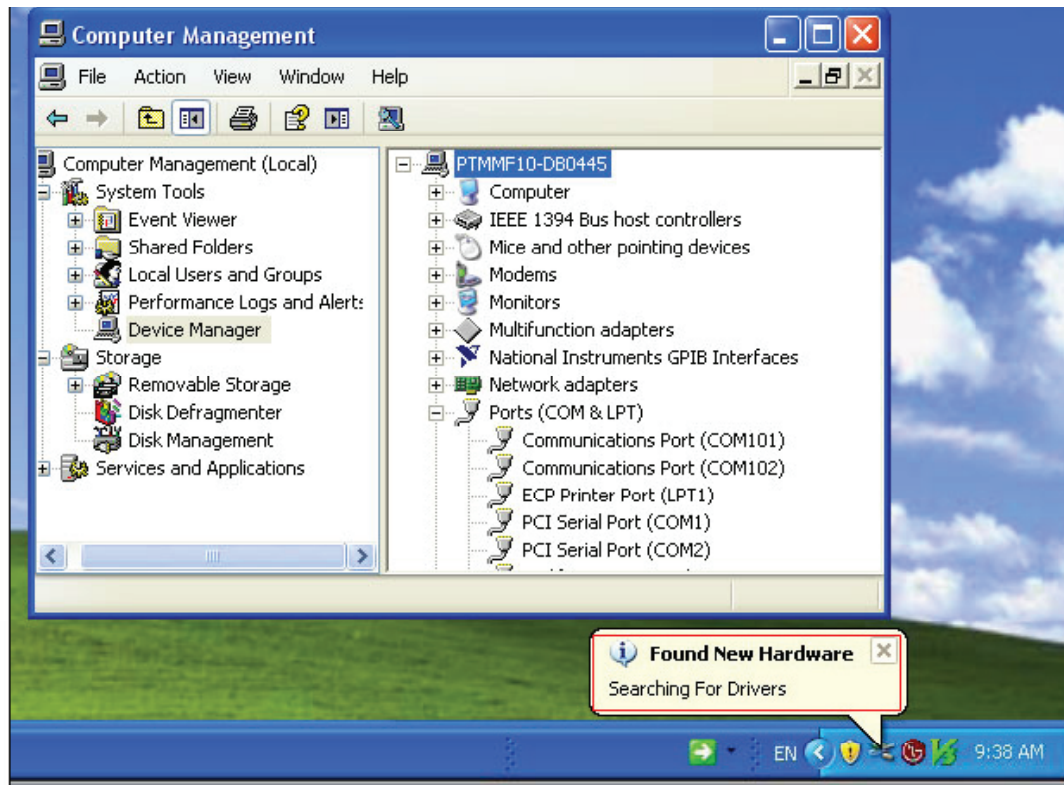 Computer Management
File Action View Window Help
Computer Management (Local)
System Tools
Event Viewer
Shared Folders
Local Users and Groups
Performance Logs and Alert
Device Manager
Storage
Removable Storage
Disk Defragmenter
Disk Management
Services and Applications
PTMMF10-DB0445
Computer
IEEE 1394 Bus host controllers
Mice and other pointing devices
Modems
Monitors
Multifunction adapters
National Instruments GPIB Interfaces
Network adapters
Ports (COM & LPT)
Communications Port (COM101)
Communications Port (COM102)
ECP Printer Port (LPT1)
PCI Serial Port (COM1)
PCI Serial Port (COM2)
Found New Hardware
Searching For Drivers
EN 9:38 AM